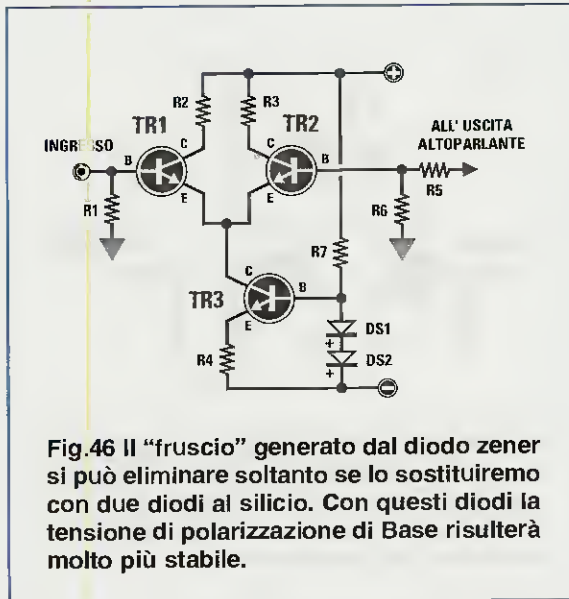 R2
R3
TR1
TR2
INGRESSO
ALL' USCITA
ALTOPARLANTE
B
C
E
C
E
B
R1
R5
R6
R7
TR3
C
B
E
R4
DS1
+
DS2
+
Fig.46 Il “fruscio” generato dal diodo zener
si può eliminare soltanto se lo sostituiremo
con due diodi al silicio. Con questi diodi la
tensione di polarizzazione di Base risulterà
molto più stabile.